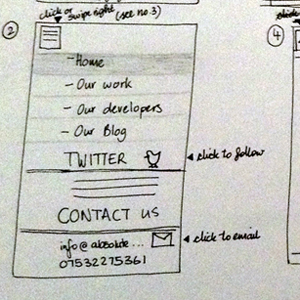 click or
swipe right (see no.3)
2
4
- Home
- Our work
- Our developers
- Our Blog
TWITTER
click to follow
CONTACT US
click to email
info@absolute...
07532275361